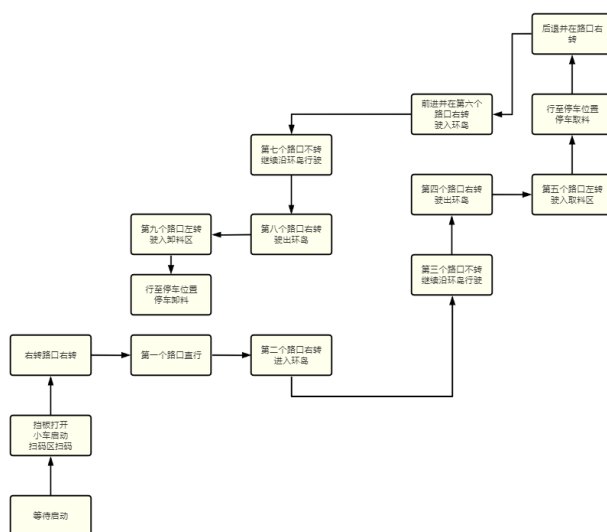 后退并在路口右
转
前进并在第六个
路口右转
驶入环岛
行至停车位置
停车取料
第七个路口不转
继续沿环岛行驶
第四个路口右转
驶出环岛
第五个路口左转
驶入取料区
第九个路口左转
驶入卸料区
第八个路口右转
驶出环岛
第三个路口不转
继续沿环岛行驶
行至停车位置
停车卸料
右转路口右转
第一个路口直行
第二个路口右转
进入环岛
挡板打开
小车启动
扫码区扫码
等待启动